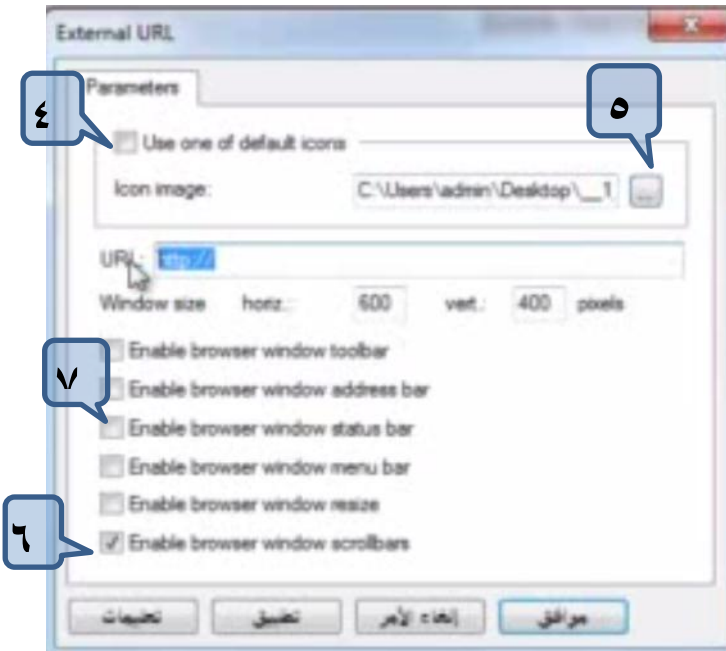 External URL
Parameters
٤
٥
Use one of default icons
Icon image: C:\Users\admin\Desktop\__1 ...
URL: http://
Window size horiz.: 600 vert.: 400 pixels
Enable browser window toolbar
٧
Enable browser window address bar
Enable browser window status bar
Enable browser window menu bar
Enable browser window resize
٦
Enable browser window scrollbars
تعليمات تطبيق إلغاء الأمر موافق